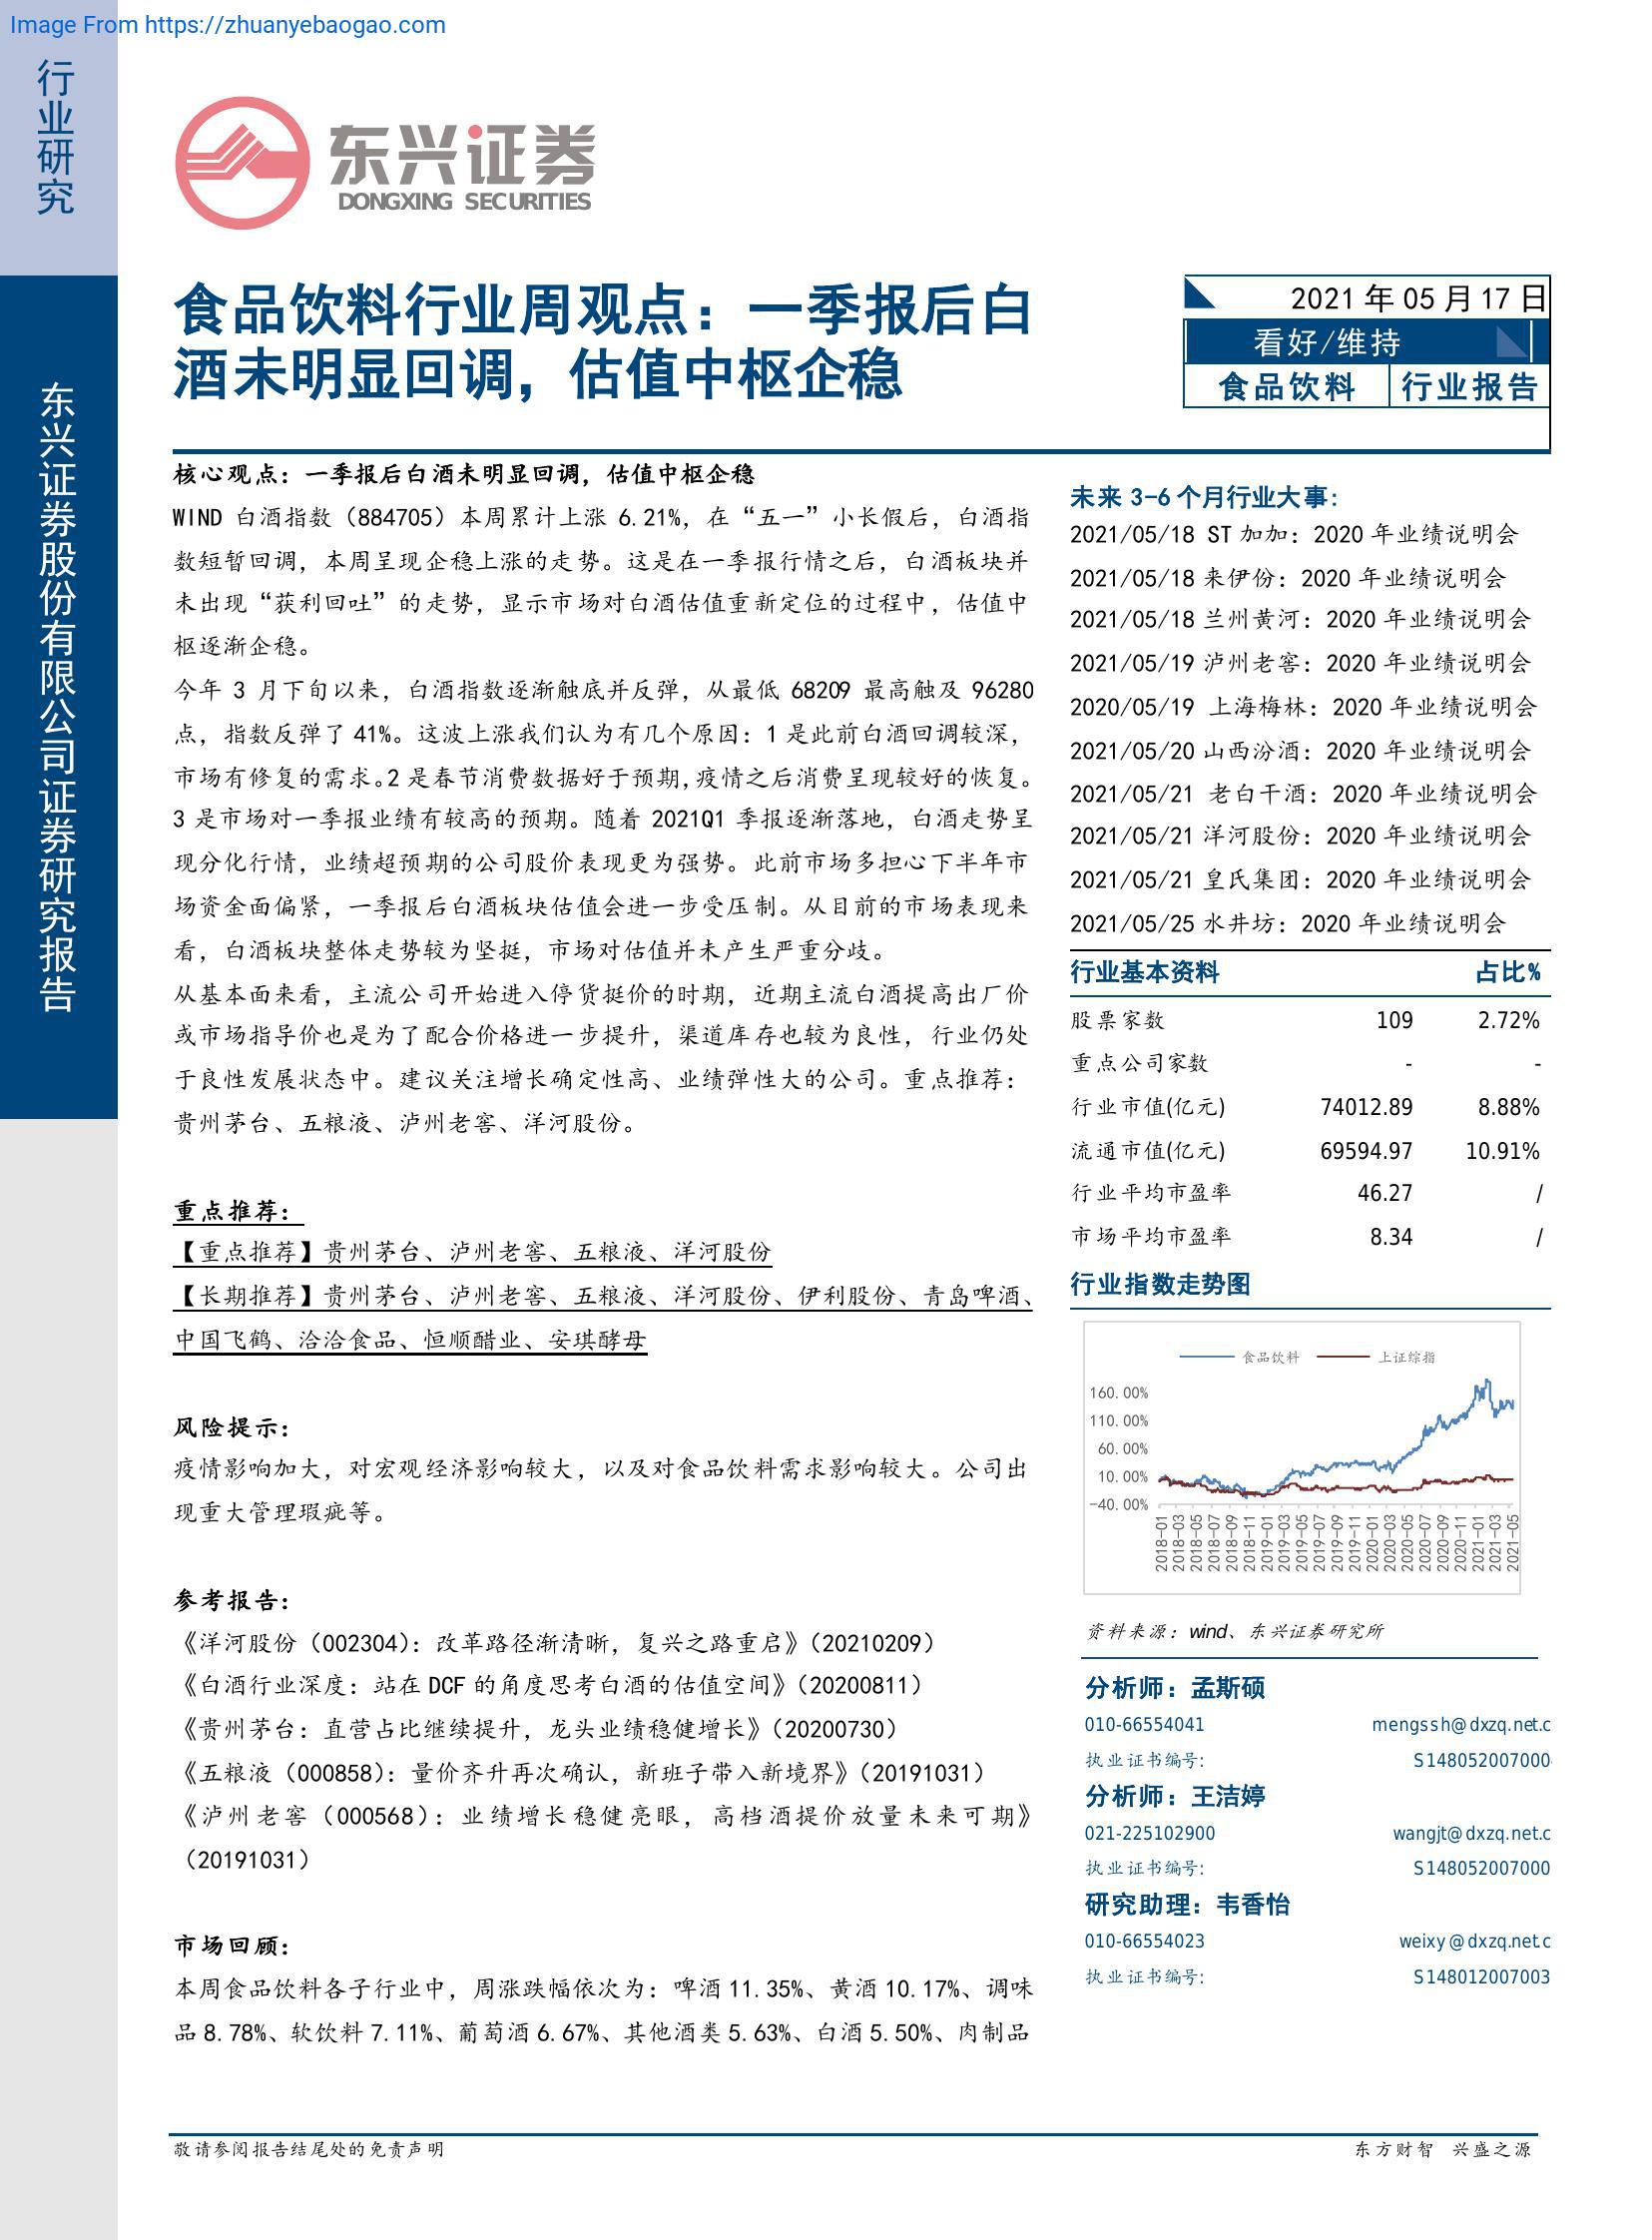 Image From https://zhuanyebaogao.com
行业研究
东兴证券股份有限公司证券研究报告
东兴证券
DONGXING SECURITIES
食品饮料行业周观点：一季报后白
酒未明显回调，估值中枢企稳
2021 年 05 月 17 日
看好/维持
食品饮料 行业报告
核心观点：一季报后白酒未明显回调，估值中枢企稳
WIND 白酒指数（884705）本周累计上涨 6.21%，在“五一”小长假后，白酒指
数短暂回调，本周呈现企稳上涨的走势。这是在一季报行情之后，白酒板块并
未出现“获利回吐”的走势，显示市场对白酒估值重新定位的过程中，估值中
枢逐渐企稳。
今年 3 月下旬以来，白酒指数逐渐触底并反弹，从最低 68209 最高触及 96280
点，指数反弹了 41%。这波上涨我们认为有几个原因：1 是此前白酒回调较深，
市场有修复的需求。2 是春节消费数据好于预期，疫情之后消费呈现较好的恢复。
3 是市场对一季报业绩有较高的预期。随着 2021Q1 季报逐渐落地，白酒走势呈
现分化行情，业绩超预期的公司股价表现更为强势。此前市场多担心下半年市
场资金面偏紧，一季报后白酒板块估值会进一步受压制。从目前的市场表现来
看，白酒板块整体走势较为坚挺，市场对估值并未产生严重分歧。
从基本面来看，主流公司开始进入停货挺价的时期，近期主流白酒提高出厂价
或市场指导价也是为了配合价格进一步提升，渠道库存也较为良性，行业仍处
于良性发展状态中。建议关注增长确定性高、业绩弹性大的公司。重点推荐：
贵州茅台、五粮液、泸州老窖、洋河股份。
重点推荐：
【重点推荐】贵州茅台、泸州老窖、五粮液、洋河股份
【长期推荐】贵州茅台、泸州老窖、五粮液、洋河股份、伊利股份、青岛啤酒、
中国飞鹤、洽洽食品、恒顺醋业、安琪酵母
风险提示：
疫情影响加大，对宏观经济影响较大，以及对食品饮料需求影响较大。公司出
现重大管理瑕疵等。
参考报告：
《洋河股份（002304）：改革路径渐清晰，复兴之路重启》（20210209）
《白酒行业深度：站在 DCF 的角度思考白酒的估值空间》（20200811）
《贵州茅台：直营占比继续提升，龙头业绩稳健增长》（20200730）
《五粮液（000858）：量价齐升再次确认，新班子带入新境界》（20191031）
《泸州老窖（000568）：业绩增长稳健亮眼，高档酒提价放量未来可期》
（20191031）
市场回顾：
本周食品饮料各子行业中，周涨跌幅依次为：啤酒 11.35%、黄酒 10.17%、调味
品 8.78%、软饮料 7.11%、葡萄酒 6.67%、其他酒类 5.63%、白酒 5.50%、肉制品
未来 3-6 个月行业大事:
2021/05/18 ST 加加：2020 年业绩说明会
2021/05/18 来伊份：2020 年业绩说明会
2021/05/18 兰州黄河：2020 年业绩说明会
2021/05/19 泸州老窖：2020 年业绩说明会
2020/05/19 上海梅林：2020 年业绩说明会
2021/05/20 山西汾酒：2020 年业绩说明会
2021/05/21 老白干酒：2020 年业绩说明会
2021/05/21 洋河股份：2020 年业绩说明会
2021/05/21 皇氏集团：2020 年业绩说明会
2021/05/25 水井坊：2020 年业绩说明会
行业基本资料 占比%
股票家数 109 2.72%
重点公司家数 - -
行业市值(亿元) 74012.89 8.88%
流通市值(亿元) 69594.97 10.91%
行业平均市盈率 46.27 /
市场平均市盈率 8.34 /
行业指数走势图
食品饮料 上证综指
160.00%
110.00%
60.00%
10.00%
-40.00%
2018-01 2018-03 2018-05 2018-07 2018-09 2018-11 2019-01 2019-03 2019-05 2019-07 2019-09 2019-11 2020-01 2020-03 2020-05 2020-07 2020-09 2020-11 2021-01 2021-03 2021-05
资料来源：wind、东兴证券研究所
分析师：孟斯硕
010-66554041 mengssh@dxzq.net.c
执业证书编号: S148052007000
分析师：王洁婷
021-225102900 wangjt@dxzq.net.c
执业证书编号: S148052007000
研究助理：韦香怡
010-66554023 weixy@dxzq.net.c
执业证书编号: S148012007003
敬请参阅报告结尾处的免责声明
东方财智 兴盛之源